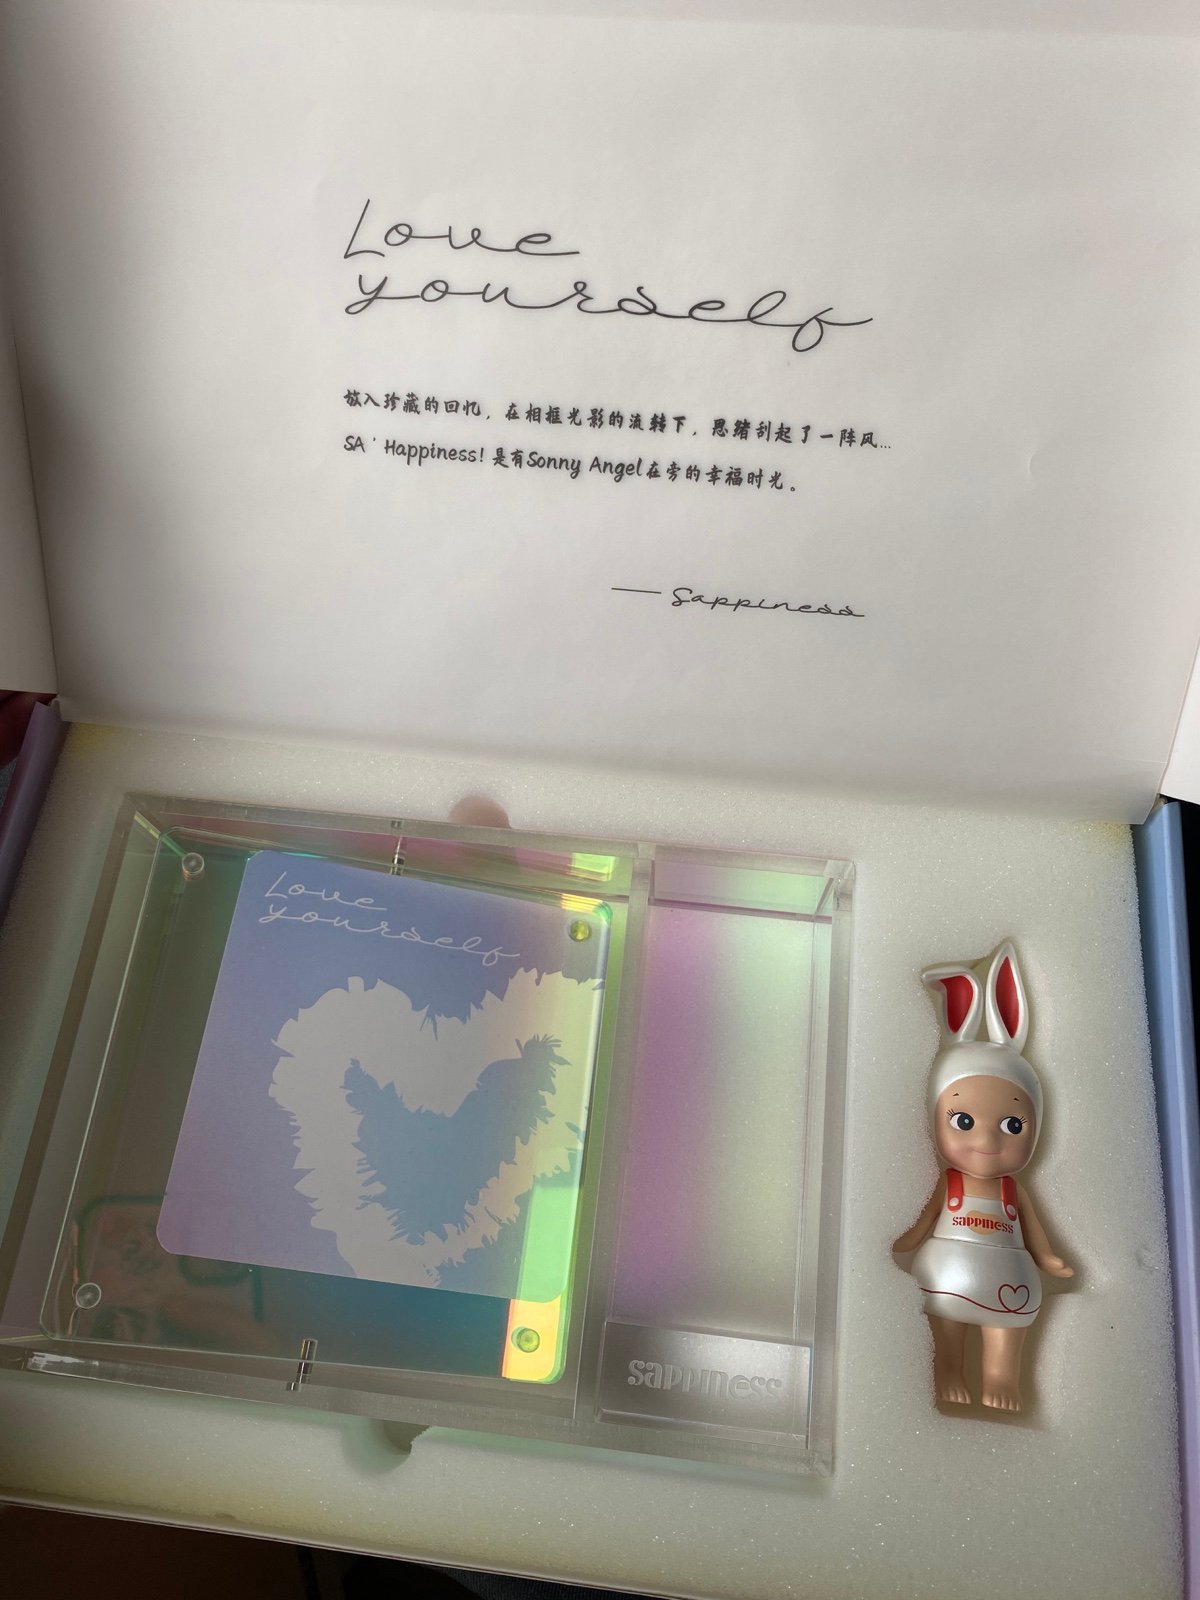 Love
yourself
放入珍藏的回忆，在相框光影的流转下，思绪刮起了一阵风...
SA'Happiness! 是有Sonny Angel在旁的幸福时光。
— Sappiness
Love
yourself
sappiness
sappiness